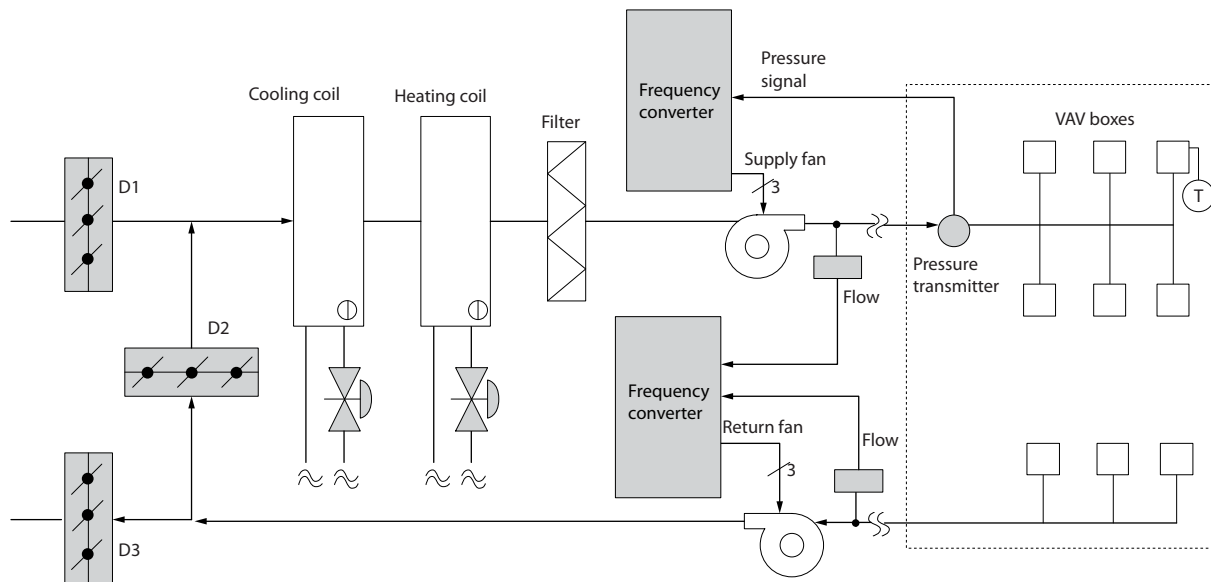 Cooling coil
Heating coil
Filter
Frequency
converter
Pressure
signal
VAV boxes
Supply fan
3
D1
T
Pressure
transmitter
Flow
D2
Frequency
converter
Return fan
3
Flow
D3